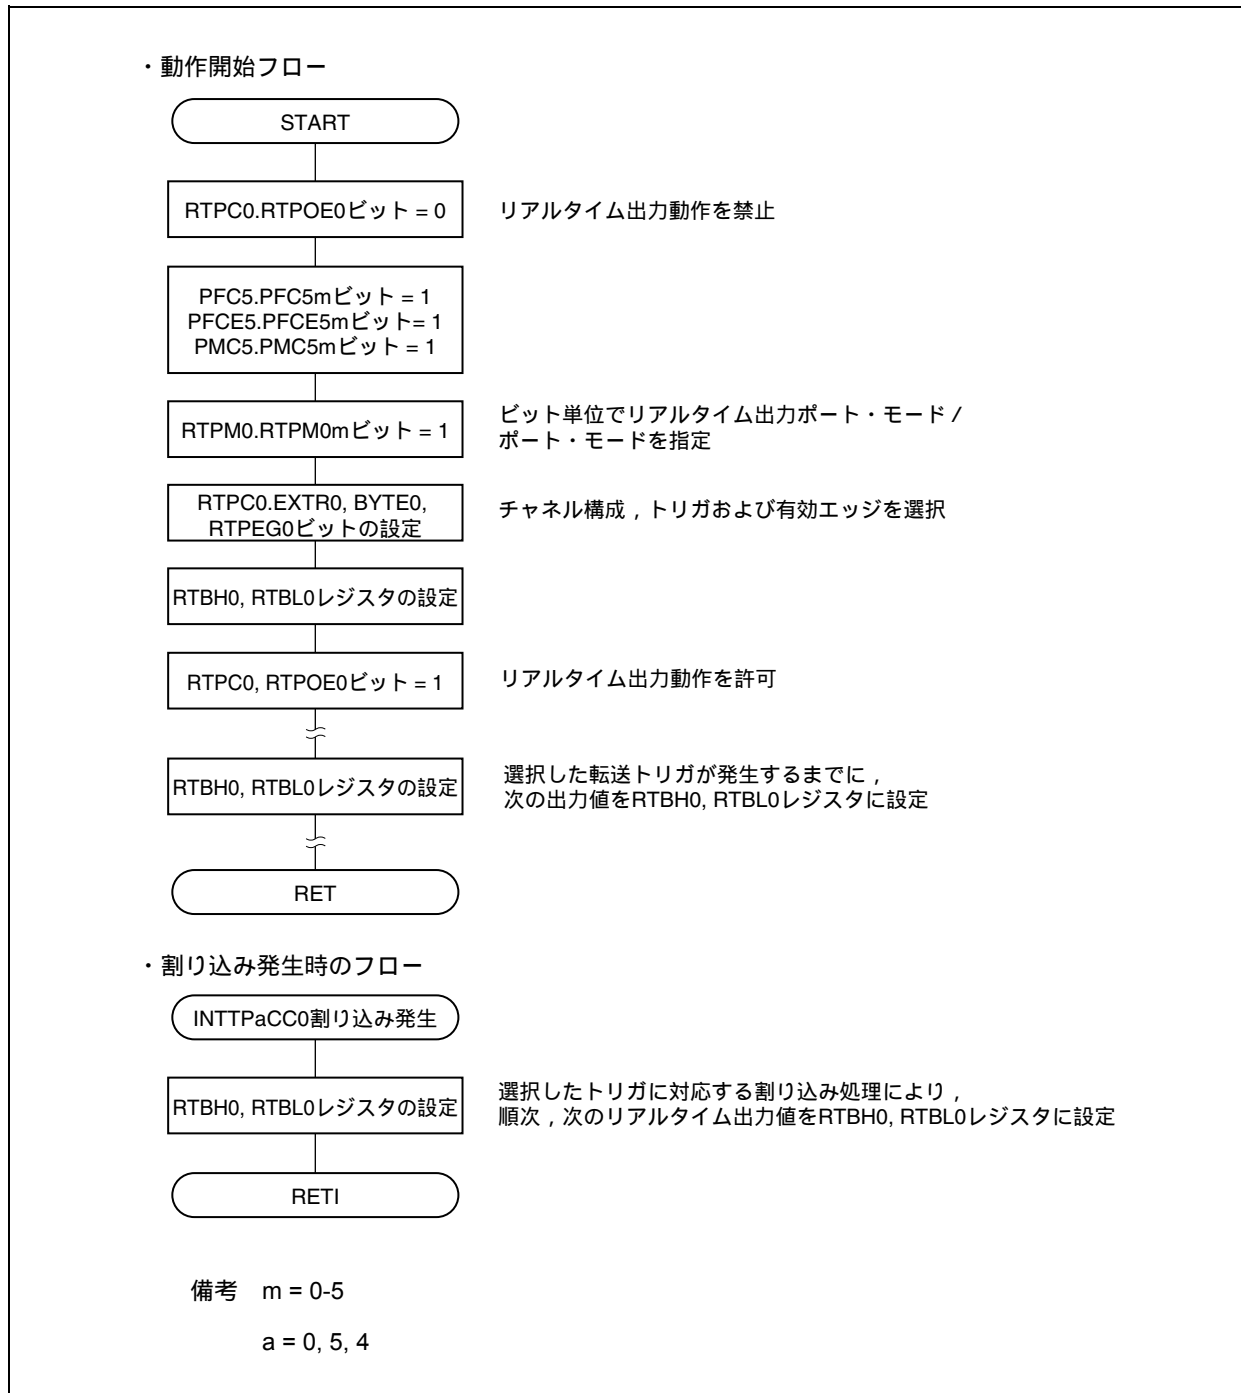 ・動作開始フロー
START
RTPC0.RTPOE0ビット = 0
リアルタイム出力動作を禁止
PFC5.PFC5mビット = 1
PFCE5.PFCE5mビット= 1
PMC5.PMC5mビット = 1
RTPM0.RTPM0mビット = 1
ビット単位でリアルタイム出力ポート・モード／
ポート・モードを指定
RTPC0.EXTR0, BYTE0,
RTPEG0ビットの設定
チャネル構成，トリガおよび有効エッジを選択
RTBH0, RTBL0レジスタの設定
RTPC0, RTPOE0ビット = 1
リアルタイム出力動作を許可
RTBH0, RTBL0レジスタの設定
選択した転送トリガが発生するまでに，
次の出力値をRTBH0, RTBL0レジスタに設定
RET
・割り込み発生時のフロー
INTTPaCC0割り込み発生
RTBH0, RTBL0レジスタの設定
選択したトリガに対応する割り込み処理により，
順次，次のリアルタイム出力値をRTBH0, RTBL0レジスタに設定
RETI
備考 m = 0-5
a = 0, 5, 4